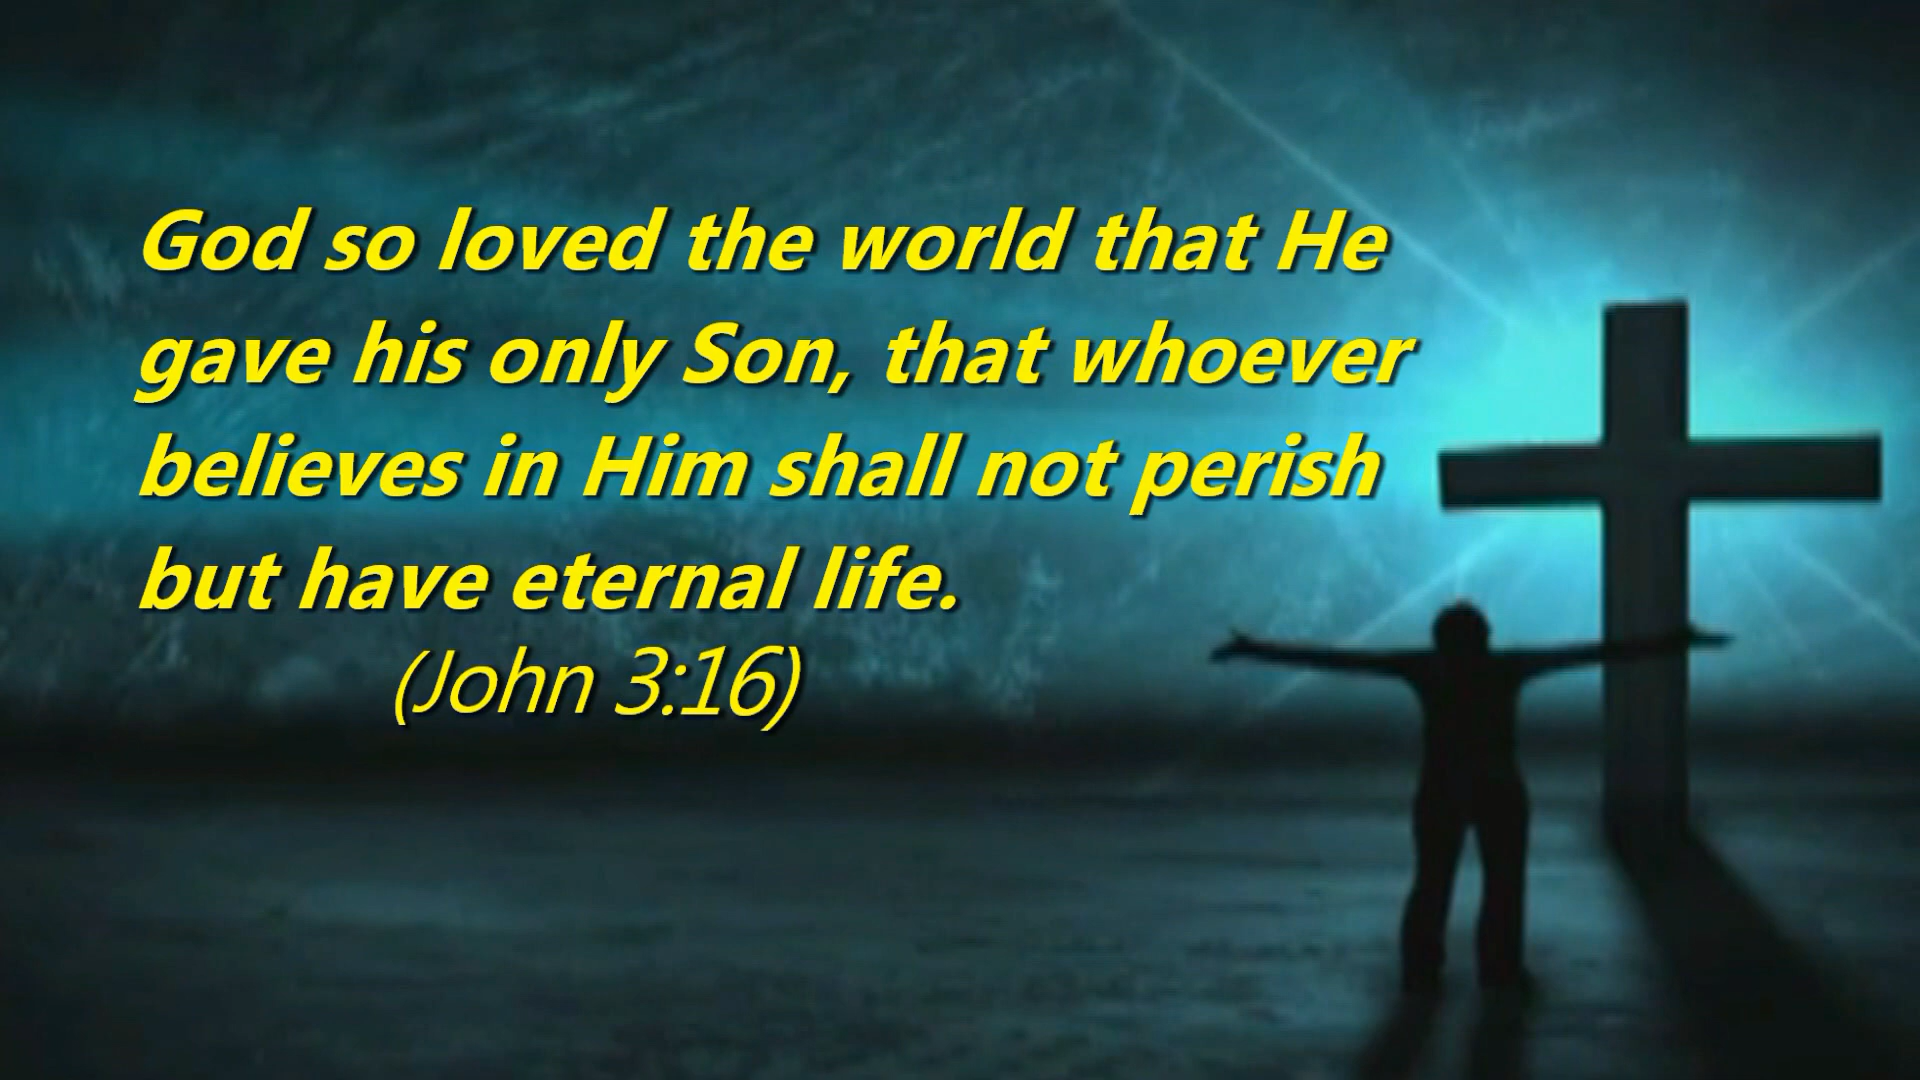 God so loved the world that He
gave his only Son, that whoever
believes in Him shall not perish
but have eternal life.
(John 3:16)